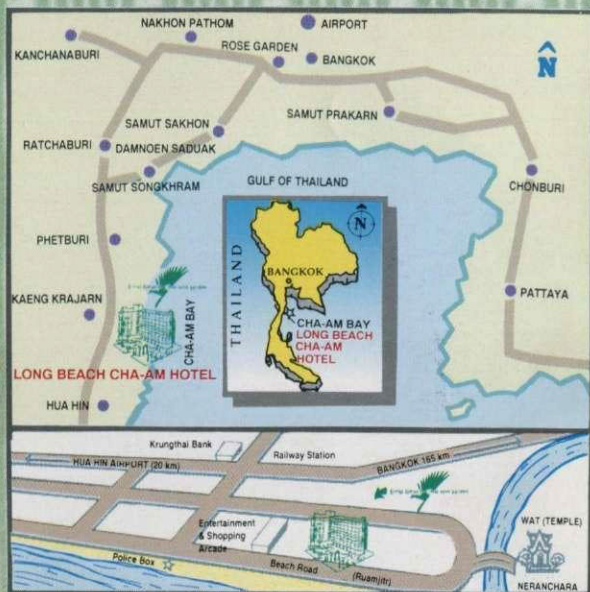 NAKHON PATHOM
AIRPORT
KANCHANABURI
ROSE GARDEN
BANGKOK
N
SAMUT SAKHON
SAMUT PRAKARN
RATCHABURI
DAMNOEN SADUAK
SAMUT SONGKHRAM
GULF OF THAILAND
CHONBURI
PHETBURI
N
THAILAND
BANGKOK
KAENG KRAJARN
CHA-AM BAY
CHA-AM BAY
LONG BEACH
CHA-AM
HOTEL
PATTAYA
LONG BEACH CHA-AM HOTEL
HUA HIN
Krungthai Bank
Railway Station
HUA HIN AIRPORT (20 km)
BANGKOK 165 km
Entertainment
& Shopping
Arcade
WAT (TEMPLE)
Police Box
Beach Road
(Ruamjitr)
NERANCHARA